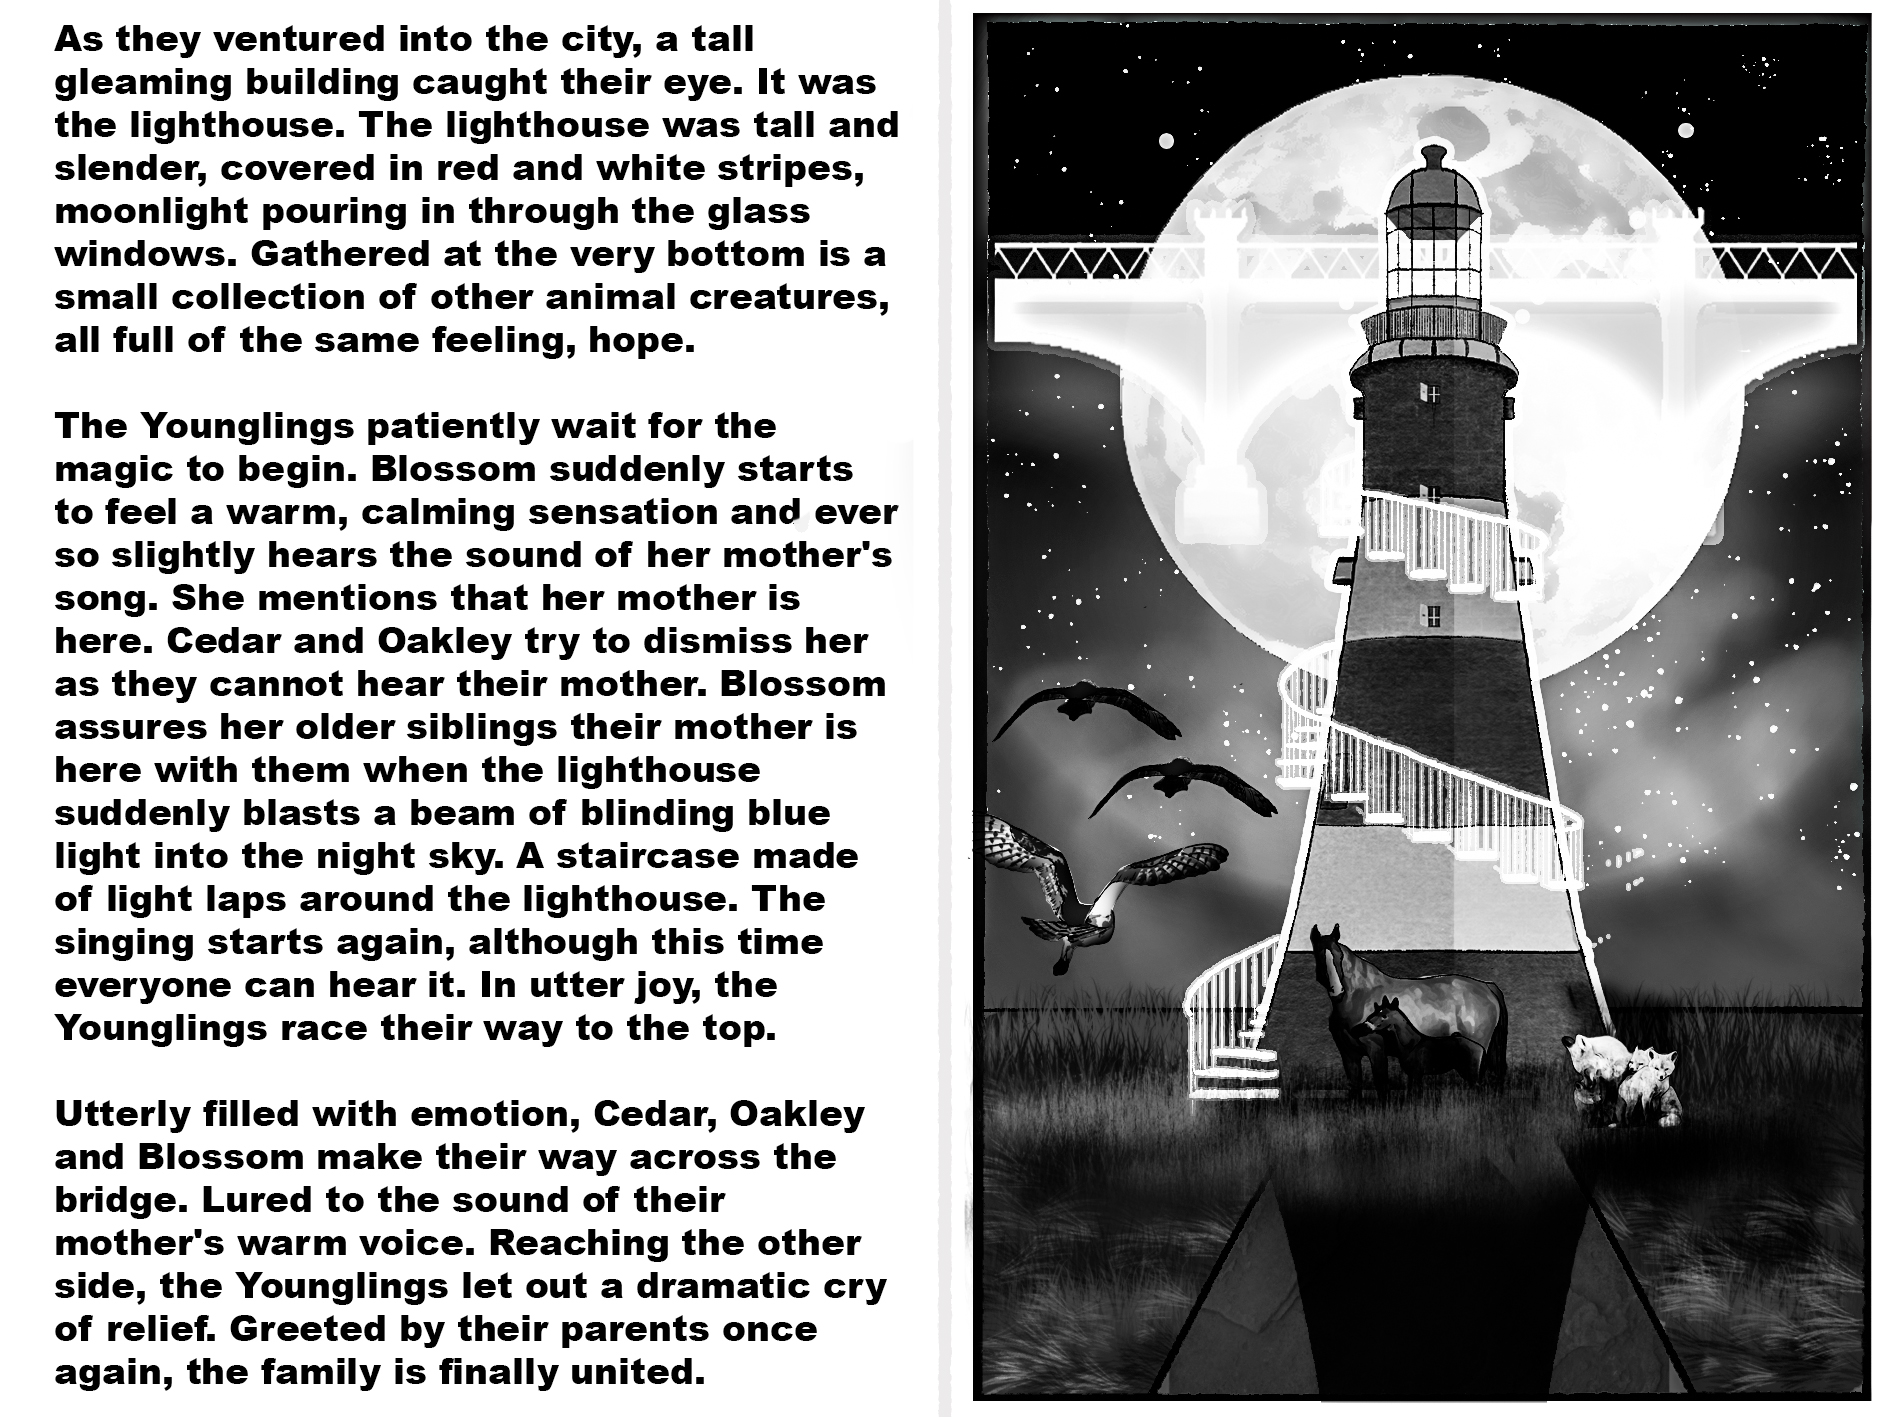 As they ventured into the city, a tall
gleaming building caught their eye. It was
the lighthouse. The lighthouse was tall and
slender, covered in red and white stripes,
moonlight pouring in through the glass
windows. Gathered at the very bottom is a
small collection of other animal creatures,
all full of the same feeling, hope.
The Younglings patiently wait for the
magic to begin. Blossom suddenly starts
to feel a warm, calming sensation and ever
so slightly hears the sound of her mother's
song. She mentions that her mother is
here. Cedar and Oakley try to dismiss her
as they cannot hear their mother. Blossom
assures her older siblings their mother is
here with them when the lighthouse
suddenly blasts a beam of blinding blue
light into the night sky. A staircase made
of light laps around the lighthouse. The
singing starts again, although this time
everyone can hear it. In utter joy, the
Younglings race their way to the top.
Utterly filled with emotion, Cedar, Oakley
and Blossom make their way across the
bridge. Lured to the sound of their
mother's warm voice. Reaching the other
side, the Younglings let out a dramatic cry
of relief. Greeted by their parents once
again, the family is finally united.